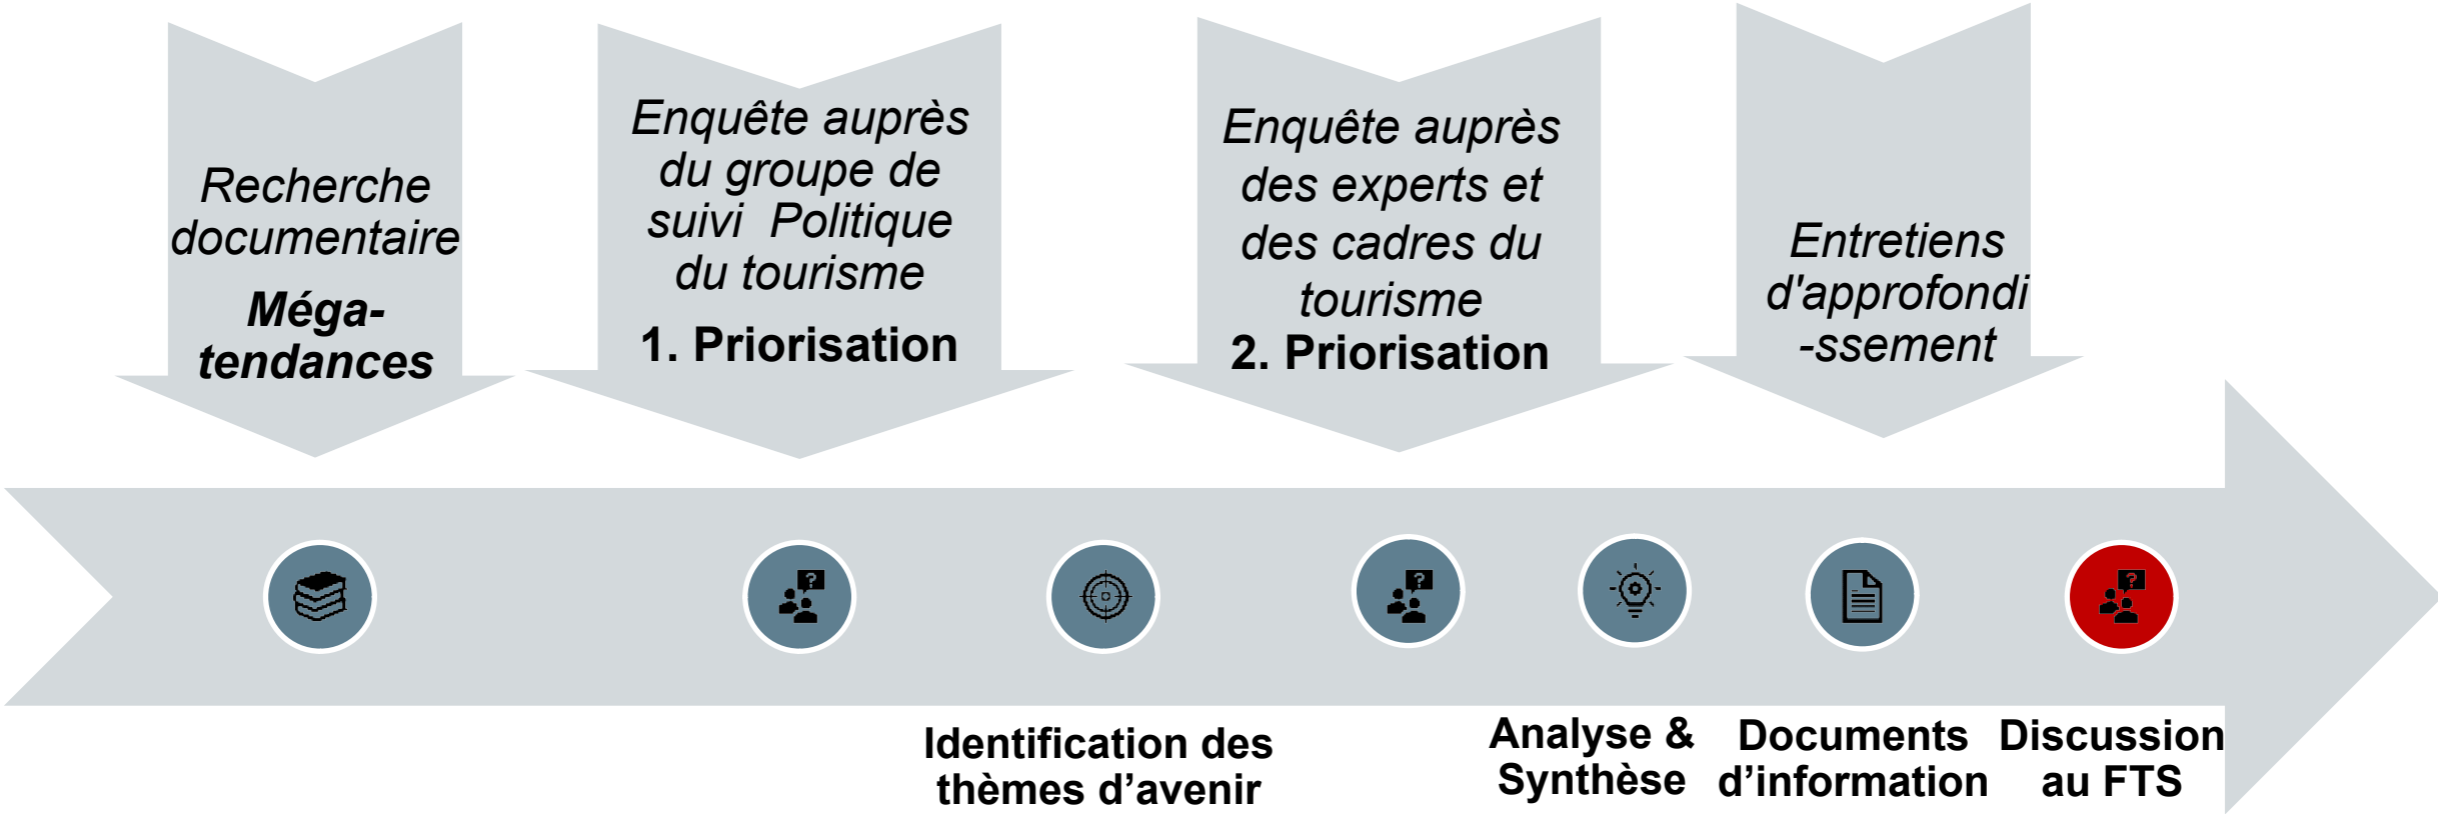 Recherche
documentaire
Méga-
tendances
Enquête auprès
du groupe de
suivi  Politique
du tourisme
1. Priorisation
Enquête auprès
des experts et
des cadres du
tourisme
2. Priorisation
Entretiens
d'approfondi
-ssement
?
?
?
Identification des
thèmes d’avenir
Analyse &
Synthèse
Documents
d’information
Discussion
au FTS